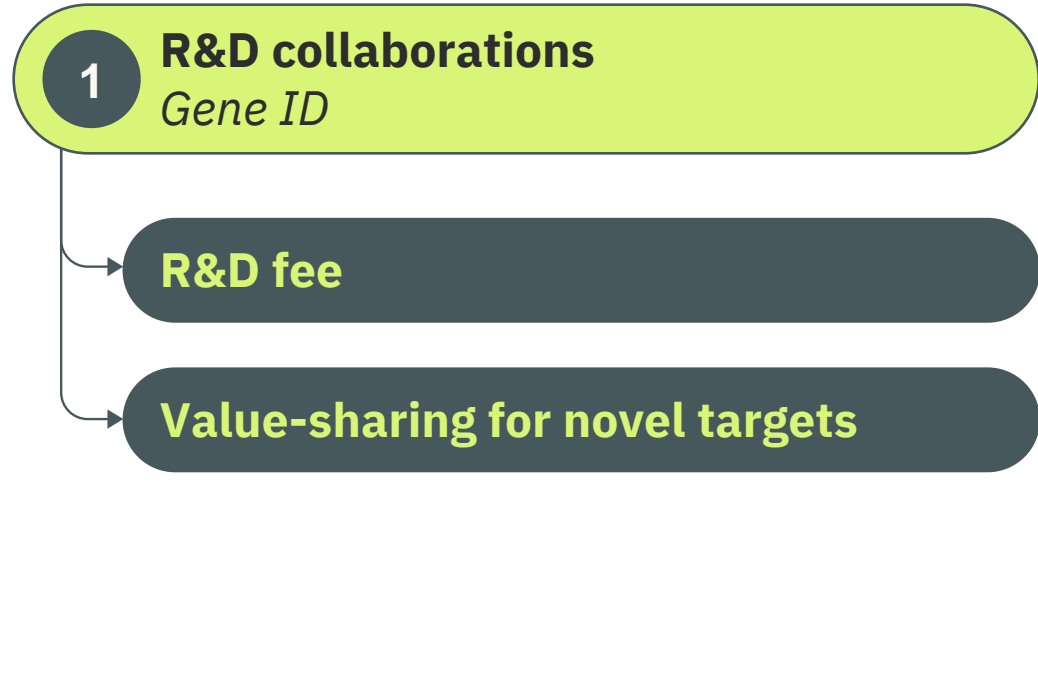 1
R&D collaborations
Gene ID
R&D fee
Value-sharing for novel targets